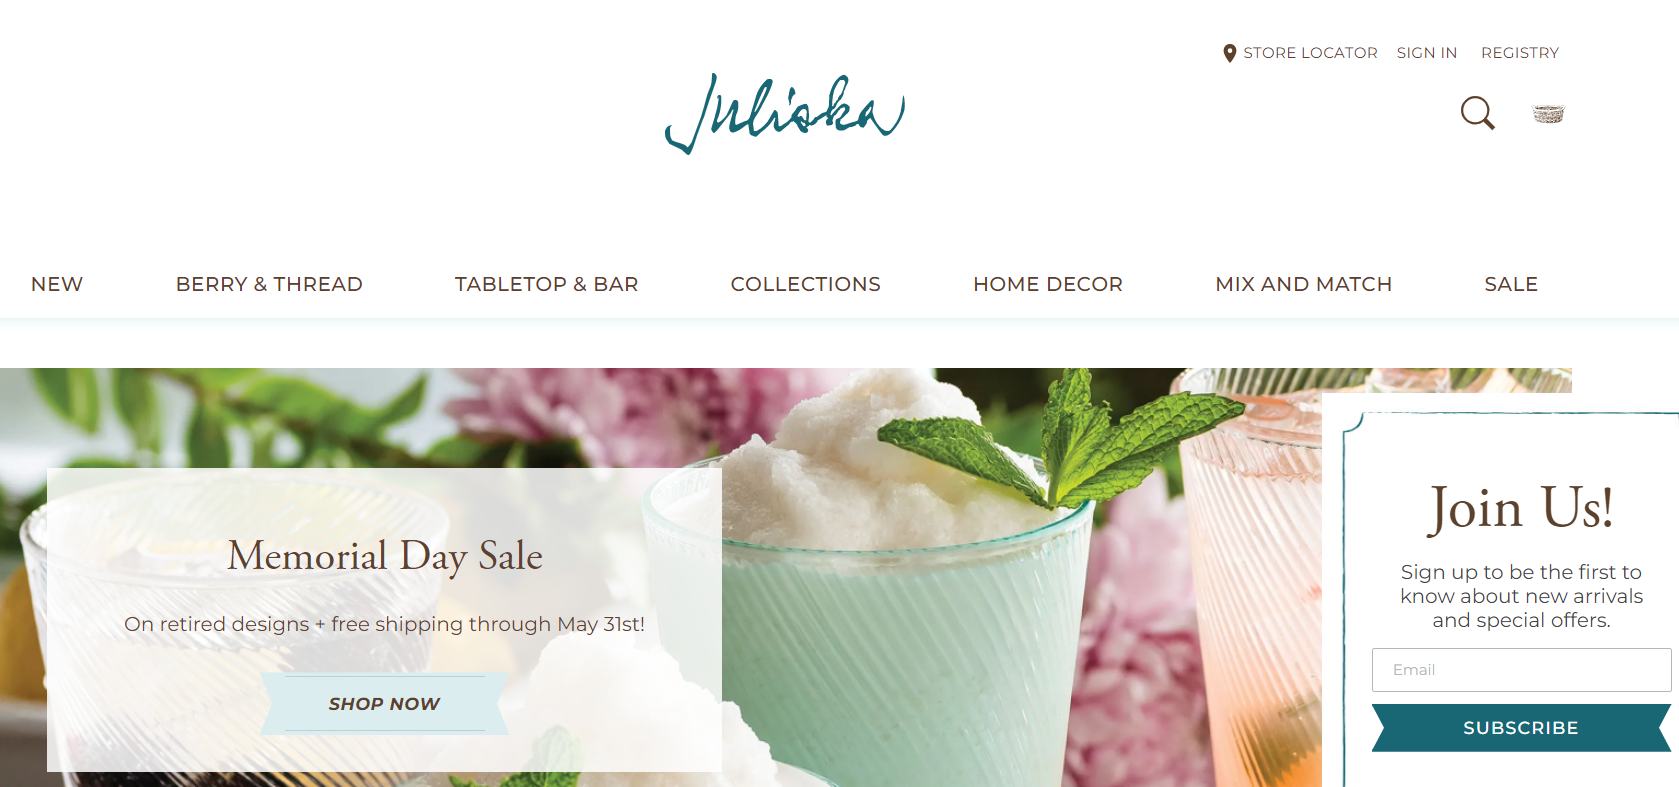 STORE LOCATOR SIGN IN REGISTRY
Juliska
NEW BERRY & THREAD TABLETOP & BAR COLLECTIONS HOME DECOR MIX AND MATCH SALE
Memorial Day Sale
On retired designs + free shipping through May 31st!
SHOP NOW
Join Us!
Sign up to be the first to
know about new arrivals
and special offers.
Email
SUBSCRIBE